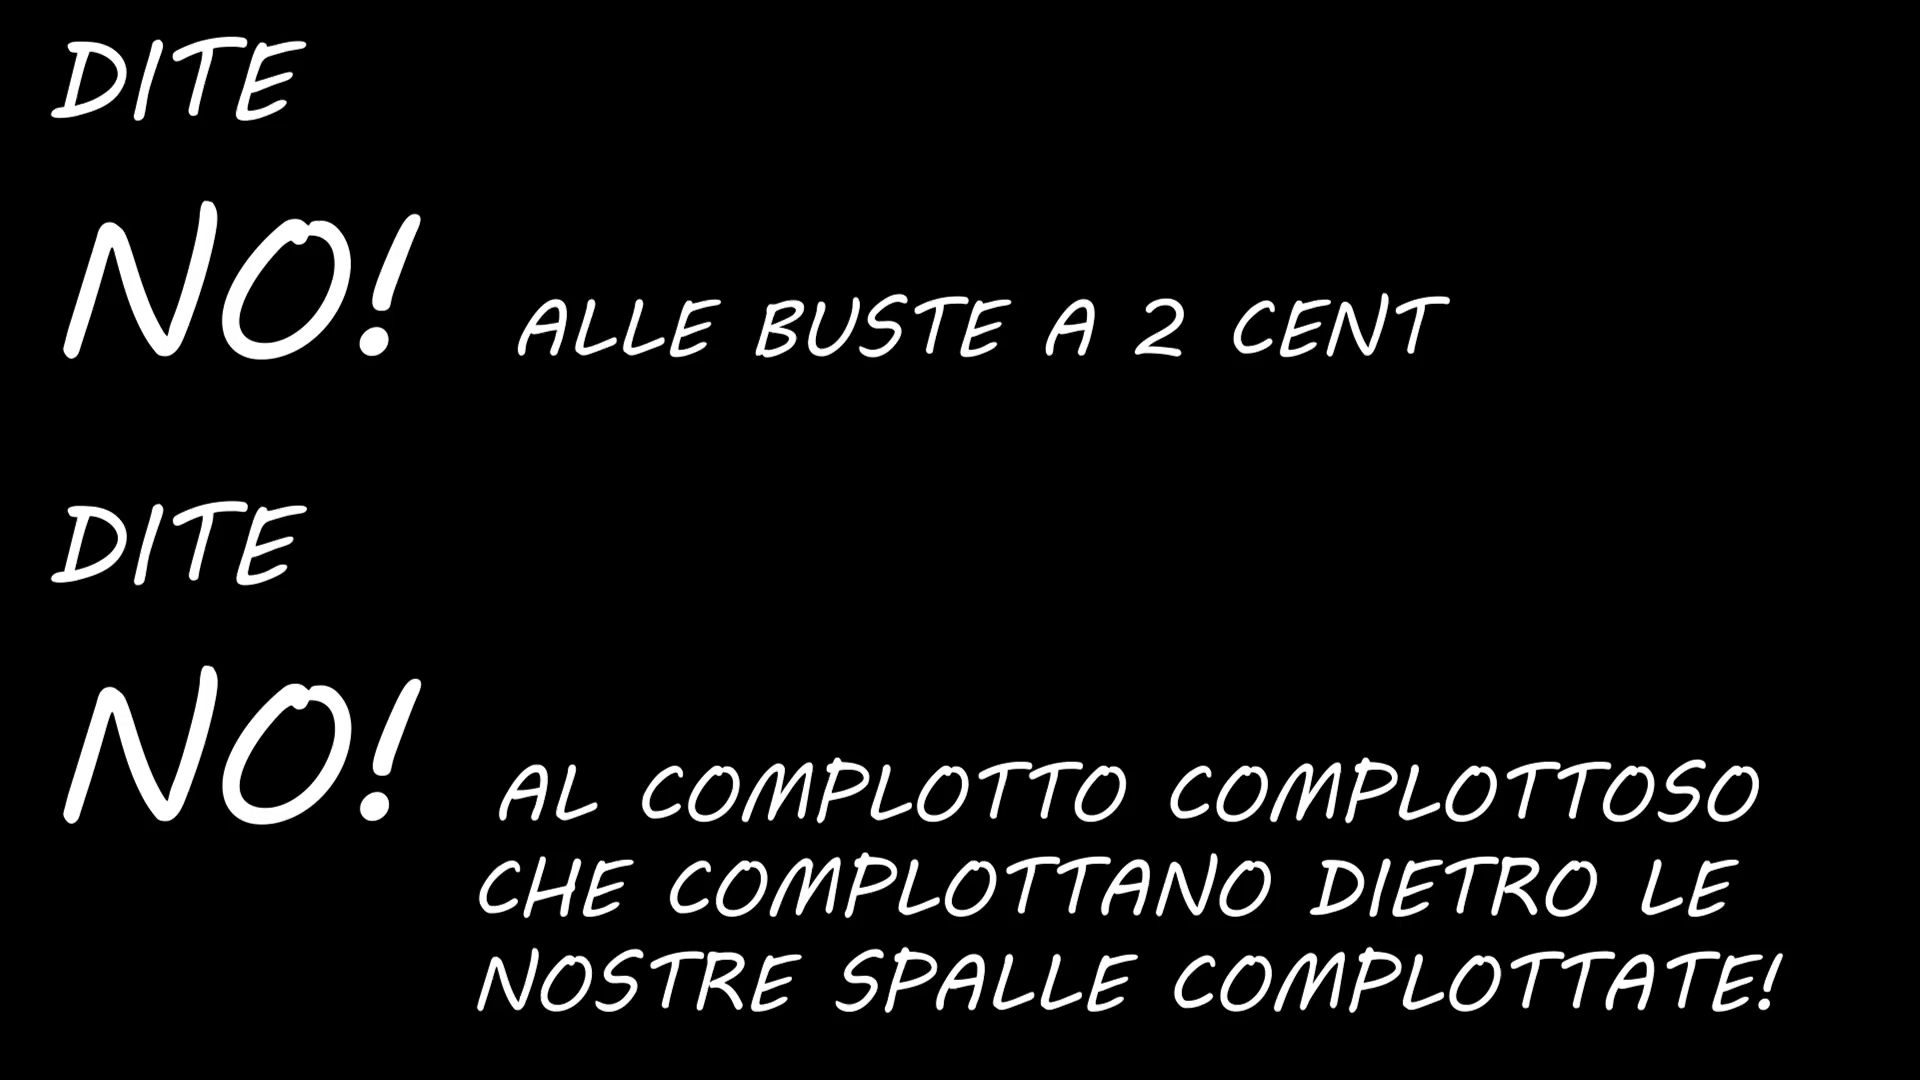 DITE
NO! ALLE BUSTE A 2 CENT
DITE
NO! AL COMPLOTTO COMPLOTTOSO
CHE COMPLOTTANO DIETRO LE
NOSTRE SPALLE COMPLOTTATE!